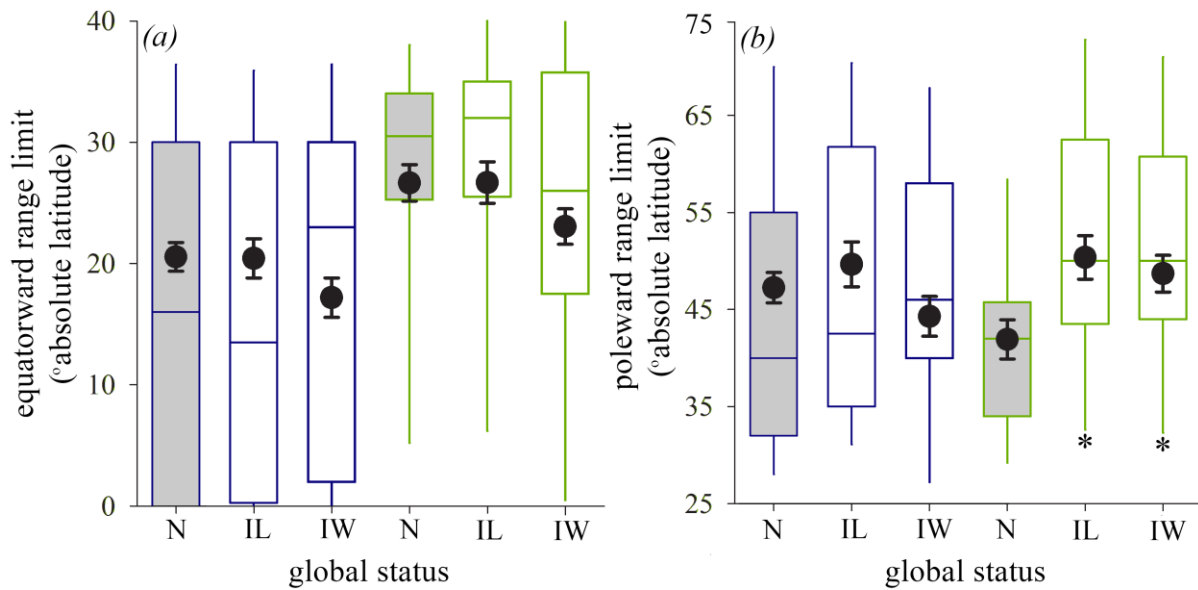 (a)
equatorward range limit
(°absolute latitude)
40
30
20
10
0
N IL IW N IL IW
global status
(b)
poleward range limit
(°absolute latitude)
75
65
55
45
35
25
* *
N IL IW N IL IW
global status